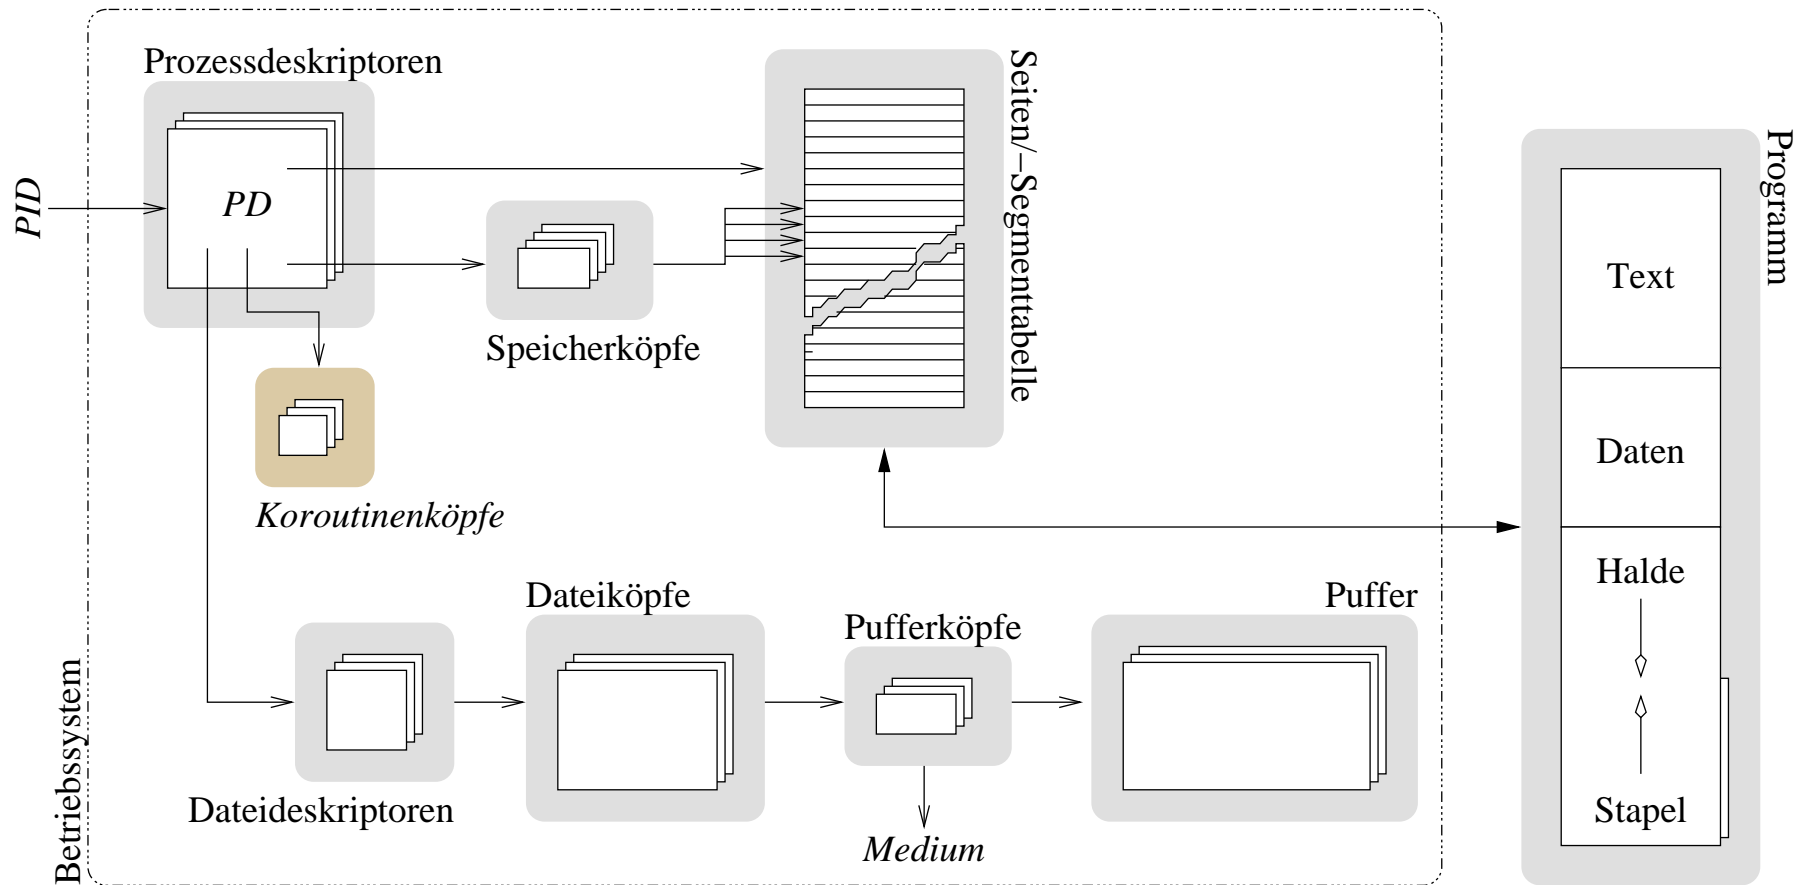 Prozessdeskriptoren
PID
PD
Seiten/-Segmenttabelle
Programm
Speicherköpfe
Koroutinenköpfe
Text
Daten
Halde
Stapel
Betriebssystem
Dateideskriptoren
Dateiköpfe
Pufferköpfe
Puffer
Medium